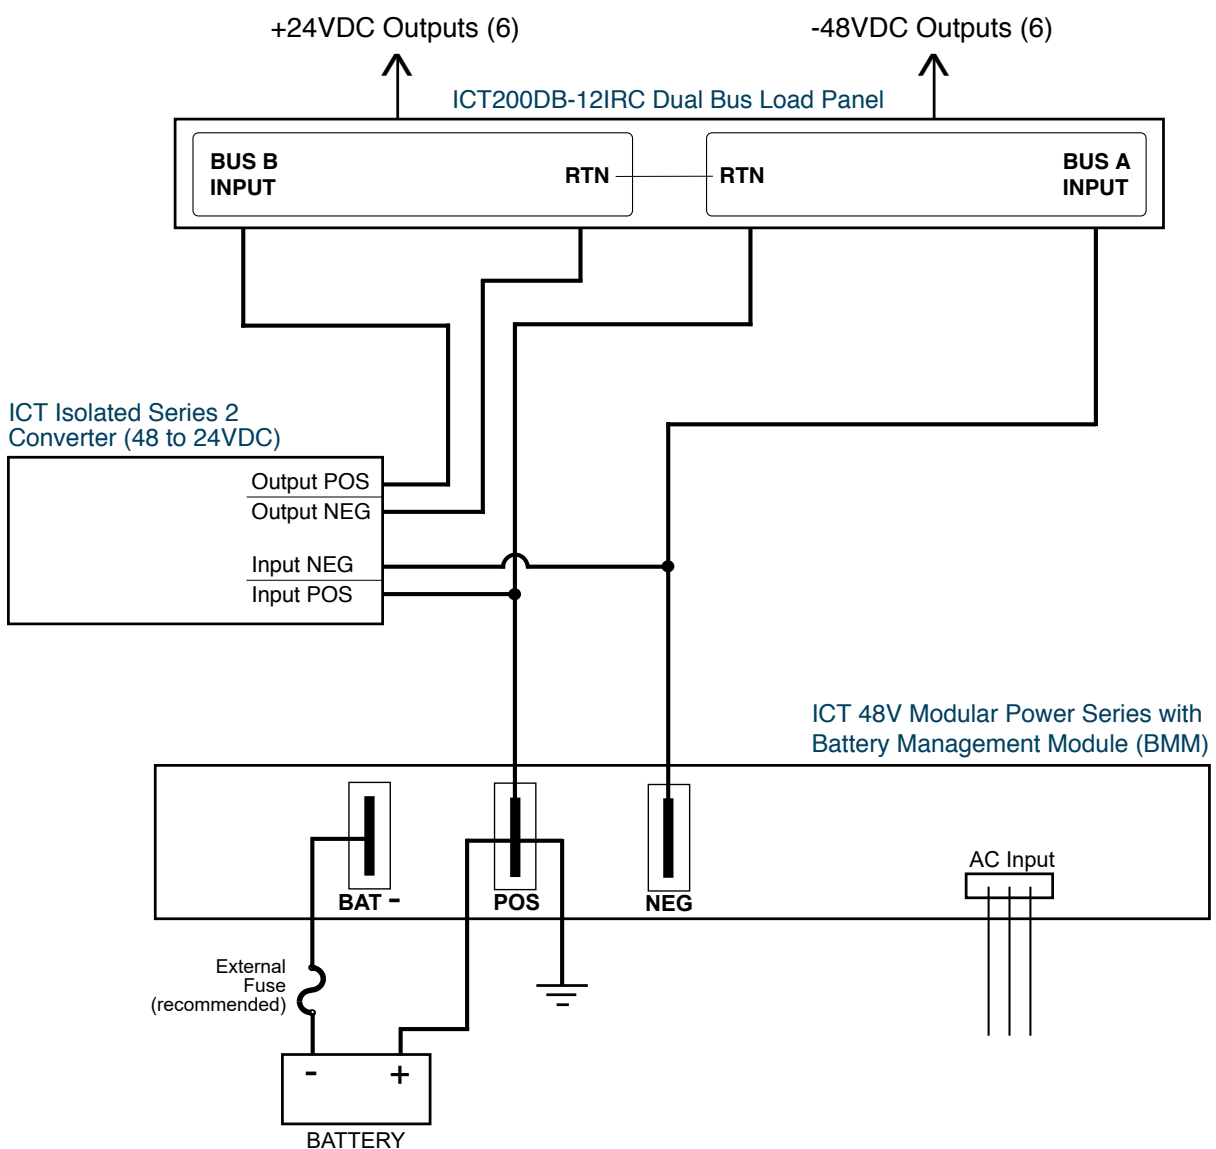 +24VDC Outputs (6)
-48VDC Outputs (6)
ICT200DB-12IRC Dual Bus Load Panel
BUS B
INPUT
RTN
RTN
BUS A
INPUT
ICT Isolated Series 2
Converter (48 to 24VDC)
Output POS
Output NEG
Input NEG
Input POS
ICT 48V Modular Power Series with
Battery Management Module (BMM)
BAT -
POS
NEG
AC Input
External
Fuse
(recommended)
- +
BATTERY